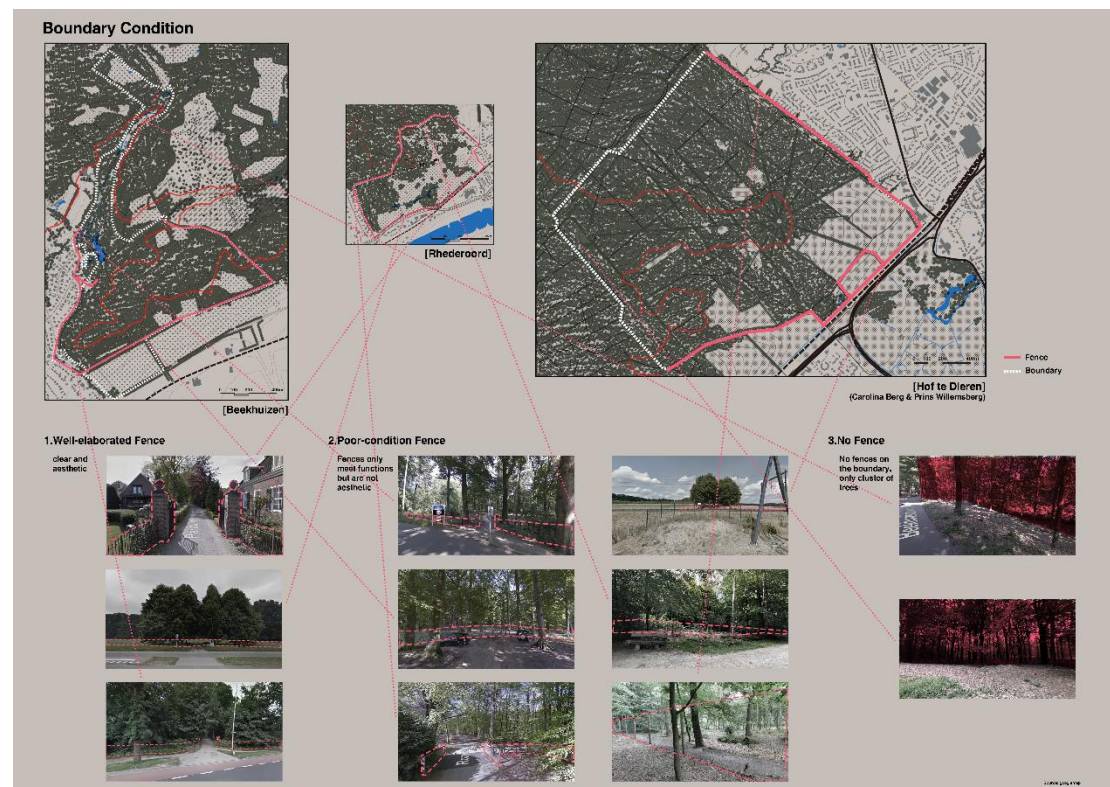 Boundary Condition
[Beekhuizen]
[Rhederoord]
[Hof te Dieren]
(Carolina Berg & Prins Willemsberg)
Fence
Boundary
1.Well-elaborated Fence
clear and
aesthetic
2.Poor-condition Fence
Fences only
meet functions
but are not
aesthetic
3.No Fence
No fences on
the boundary,
only cluster of
trees